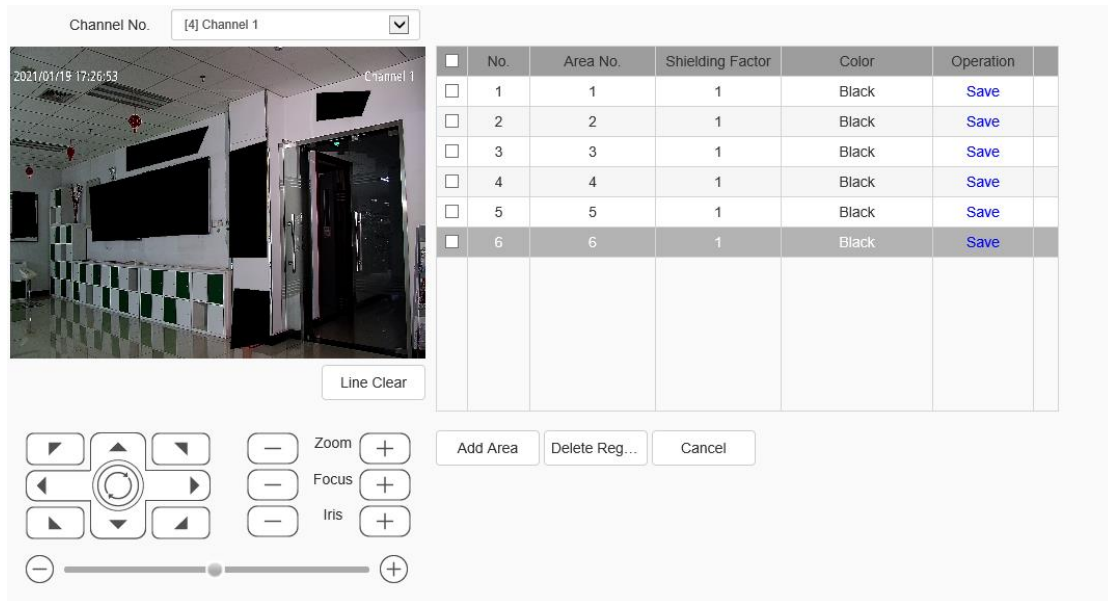 Channel No. [4] Channel 1
2021/01/19 17:26:53 Channel 1
No. Area No. Shielding Factor Color Operation
1 1 1 Black Save
2 2 1 Black Save
3 3 1 Black Save
4 4 1 Black Save
5 5 1 Black Save
6 6 1 Black Save
Line Clear
Zoom
Focus
Iris
Add Area Delete Reg... Cancel